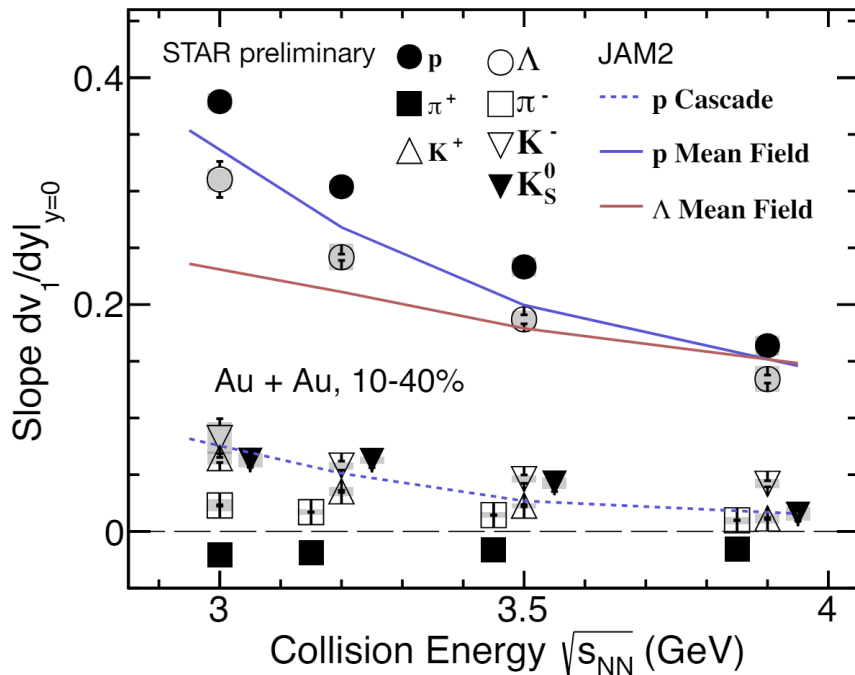 STAR preliminary
p
Λ
π⁺
π⁻
K⁺
K⁻
K⁰S
JAM2
p Cascade
p Mean Field
Λ Mean Field
Au + Au, 10-40%
0.4
0.2
0
Slope dv₁/dy|y=0
3
3.5
4
Collision Energy √sNN (GeV)